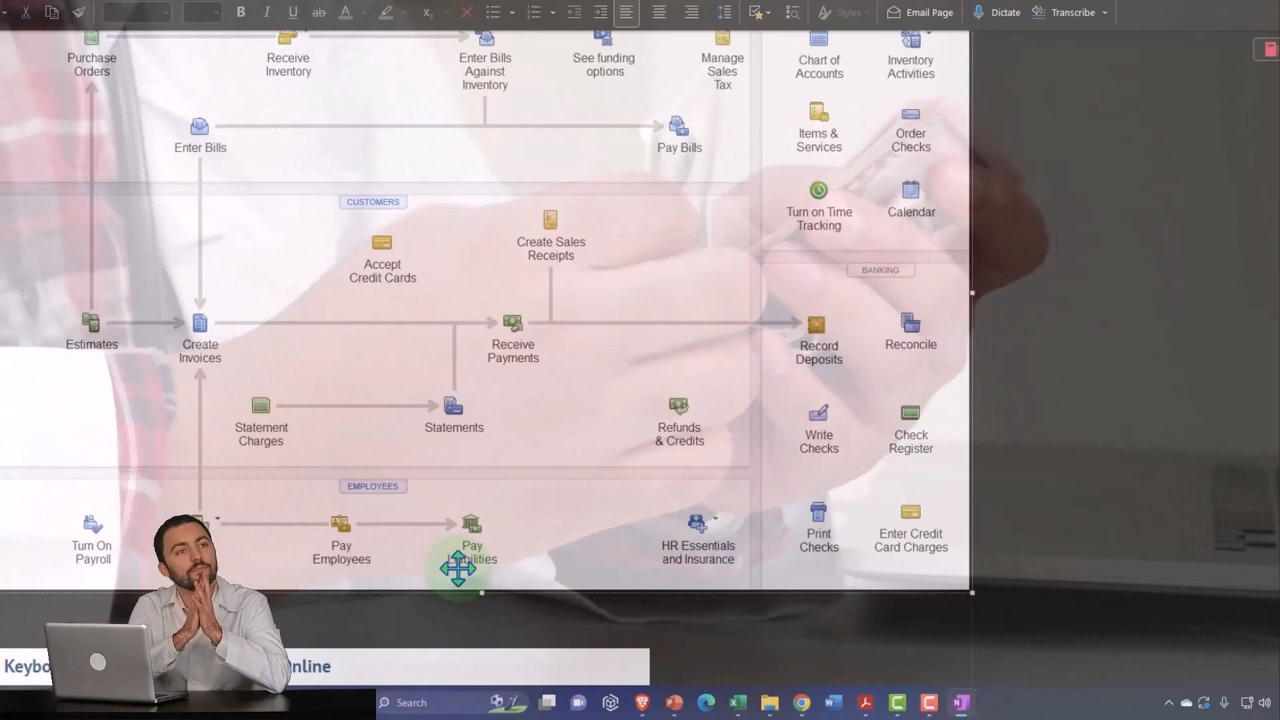 Styles
Email Page
Dictate
Transcribe
Purchase
Orders
Receive
Inventory
Enter Bills
Against
Inventory
See funding
options
Manage
Sales
Tax
Chart of
Accounts
Inventory
Activities
Enter Bills
Pay Bills
Items &
Services
Order
Checks
CUSTOMERS
Accept
Credit Cards
Create Sales
Receipts
Turn on Time
Tracking
Calendar
BANKING
Estimates
Create
Invoices
Receive
Payments
Record
Deposits
Reconcile
Statement
Charges
Statements
Refunds
& Credits
Write
Checks
Check
Register
EMPLOYEES
Turn On
Payroll
Pay
Employees
Pay
HR Essentials
and Insurance
Print
Checks
Enter Credit
Card Charges
Search